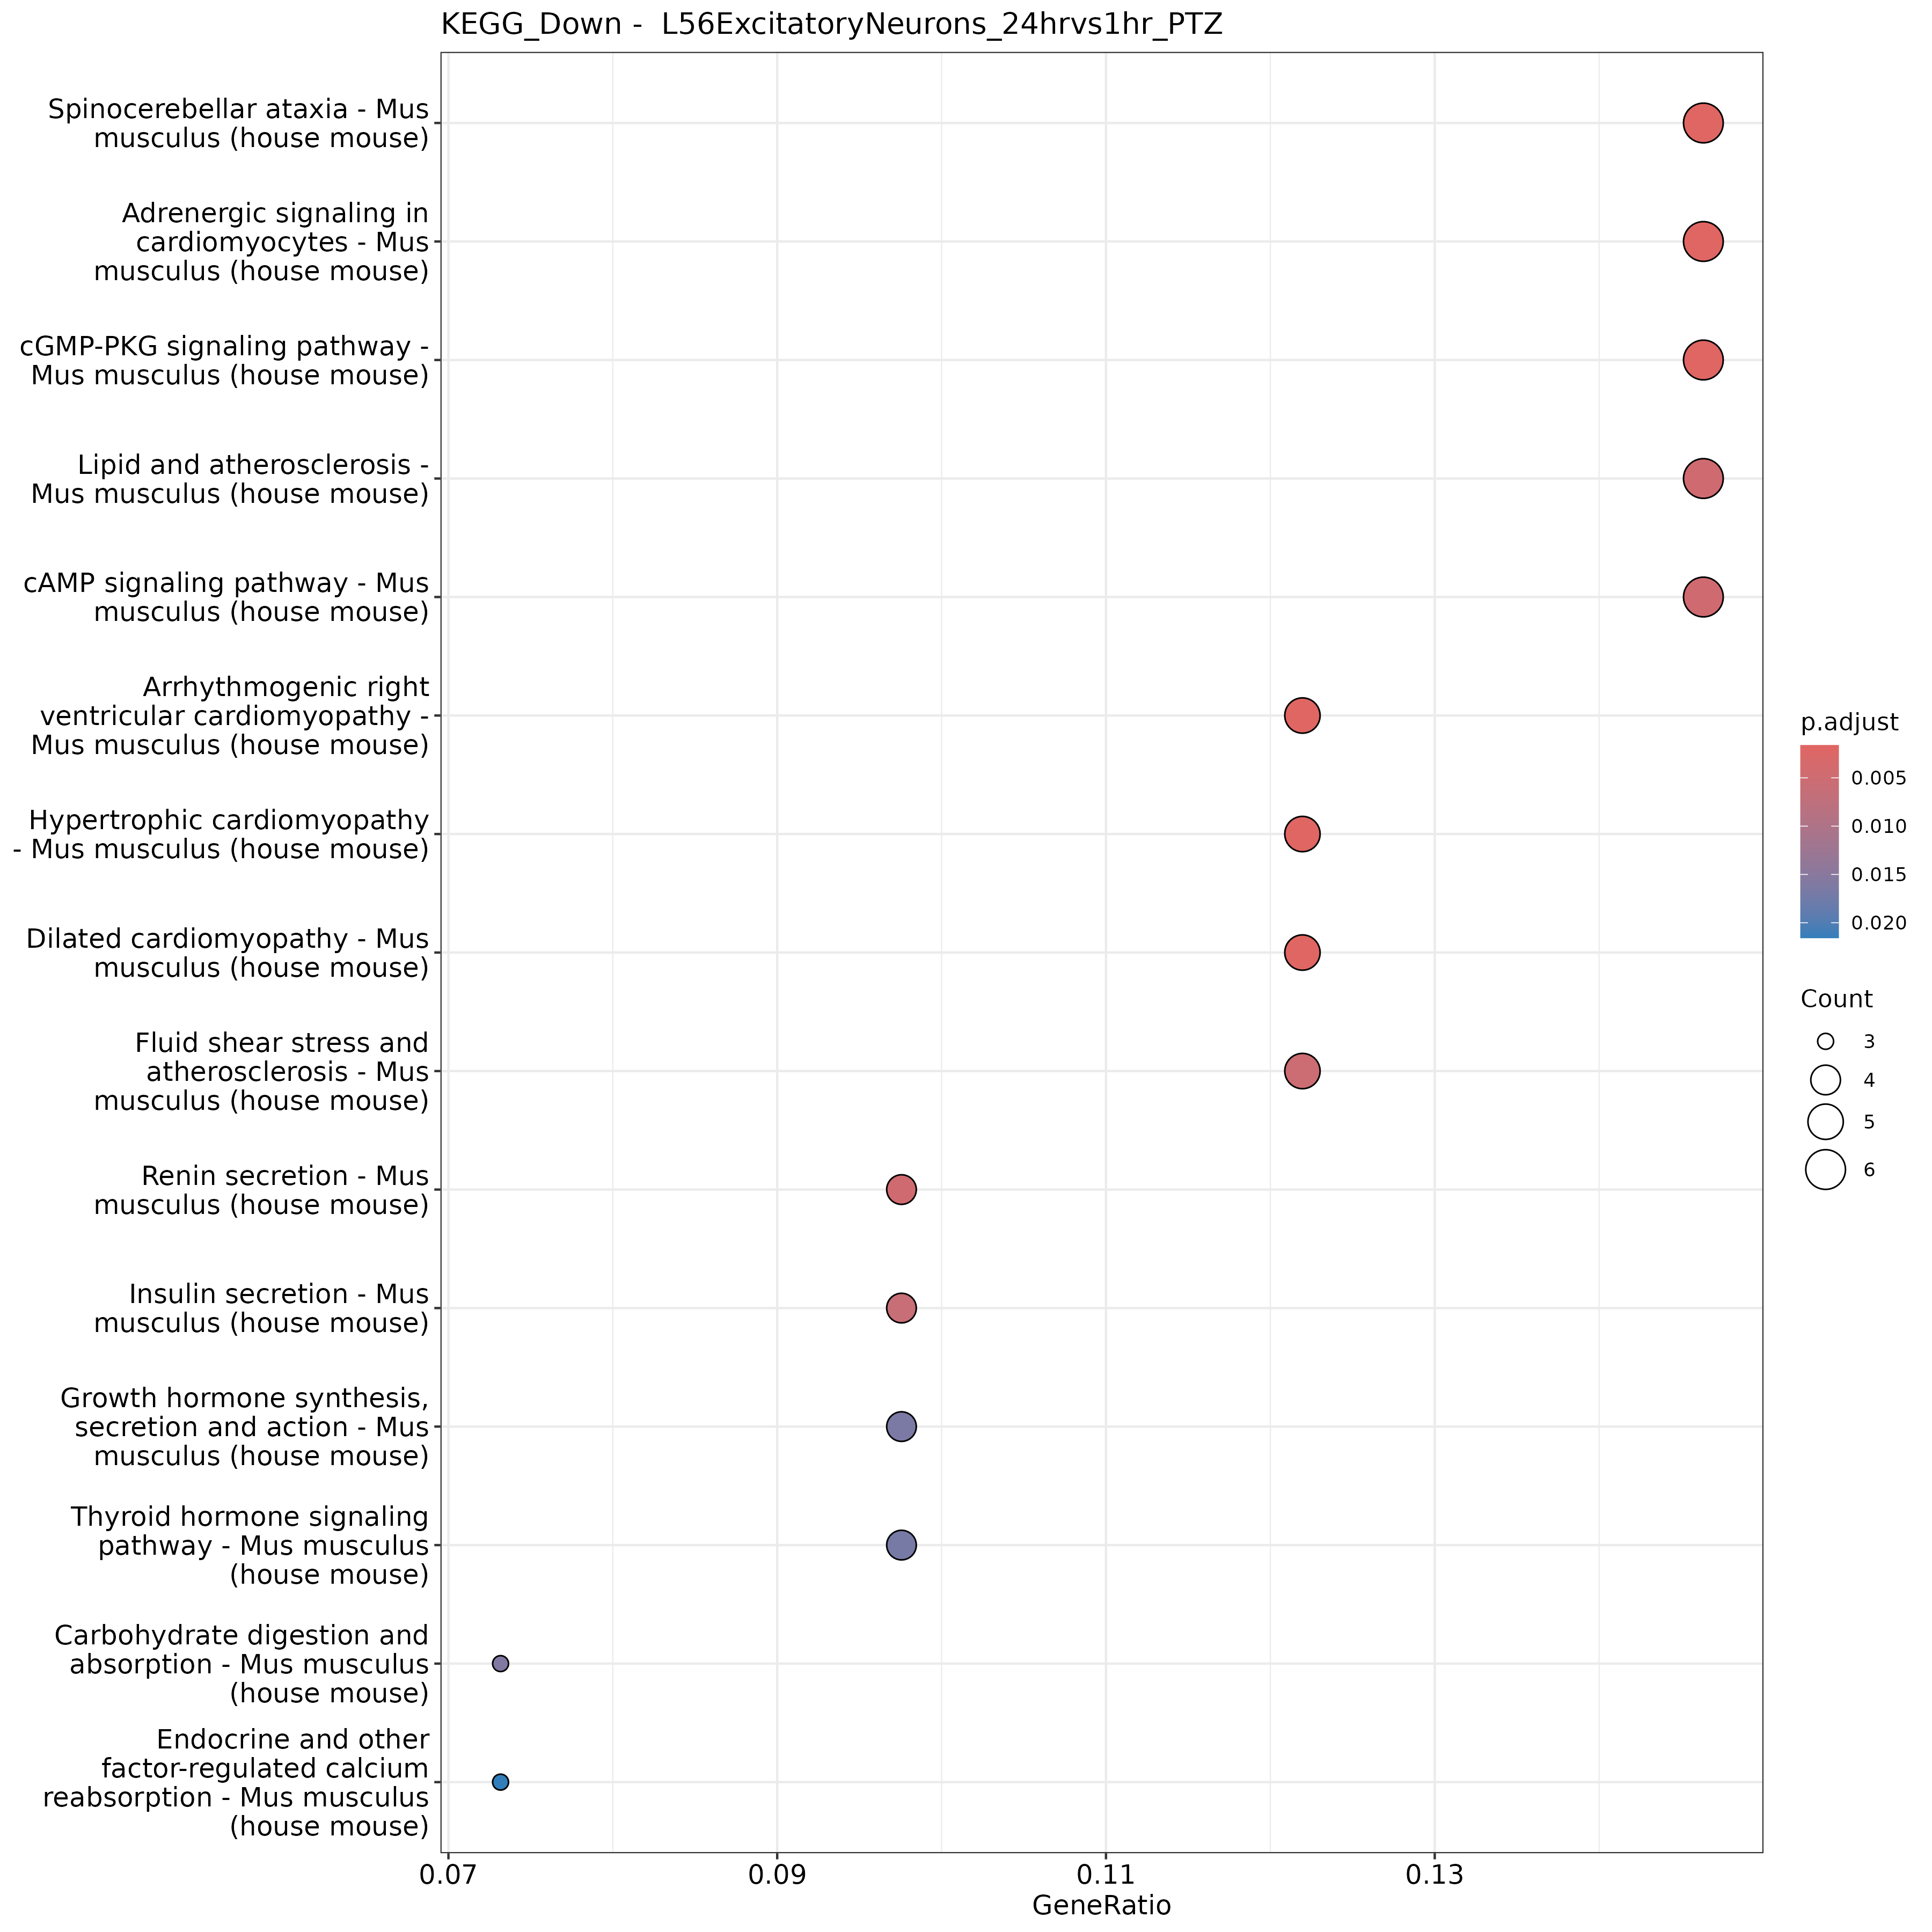 KEGG_Down -  L56ExcitatoryNeurons_24hrvs1hr_PTZ
Spinocerebellar ataxia - Mus
musculus (house mouse)
Adrenergic signaling in
cardiomyocytes - Mus
musculus (house mouse)
cGMP-PKG signaling pathway -
Mus musculus (house mouse)
Lipid and atherosclerosis -
Mus musculus (house mouse)
cAMP signaling pathway - Mus
musculus (house mouse)
Arrhythmogenic right
ventricular cardiomyopathy -
Mus musculus (house mouse)
Hypertrophic cardiomyopathy
- Mus musculus (house mouse)
Dilated cardiomyopathy - Mus
musculus (house mouse)
Fluid shear stress and
atherosclerosis - Mus
musculus (house mouse)
Renin secretion - Mus
musculus (house mouse)
Insulin secretion - Mus
musculus (house mouse)
Growth hormone synthesis,
secretion and action - Mus
musculus (house mouse)
Thyroid hormone signaling
pathway - Mus musculus
(house mouse)
Carbohydrate digestion and
absorption - Mus musculus
(house mouse)
Endocrine and other
factor-regulated calcium
reabsorption - Mus musculus
(house mouse)
0.07
0.09
0.11
0.13
GeneRatio
p.adjust
0.005
0.010
0.015
0.020
Count
3
4
5
6